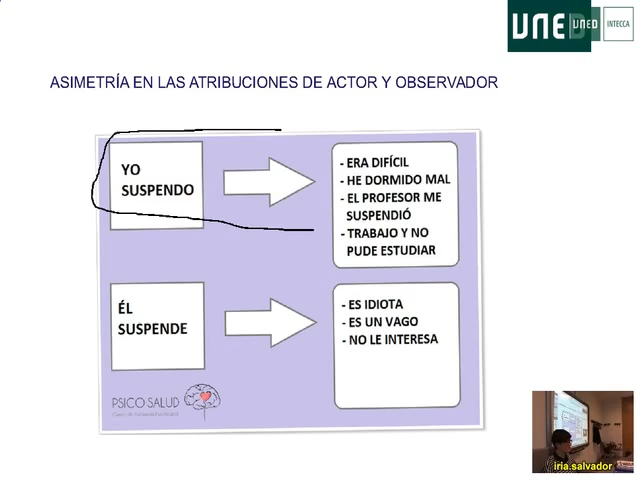 UNED
UNED
INTECCA
ASIMETRÍA EN LAS ATRIBUCIONES DE ACTOR Y OBSERVADOR
YO
SUSPENDO
- ERA DIFÍCIL
- HE DORMIDO MAL
- EL PROFESOR ME
SUSPENDIÓ
- TRABAJO Y NO
PUDE ESTUDIAR
ÉL
SUSPENDE
- ES IDIOTA
- ES UN VAGO
- NO LE INTERESA
PSICO SALUD
iria.salvador